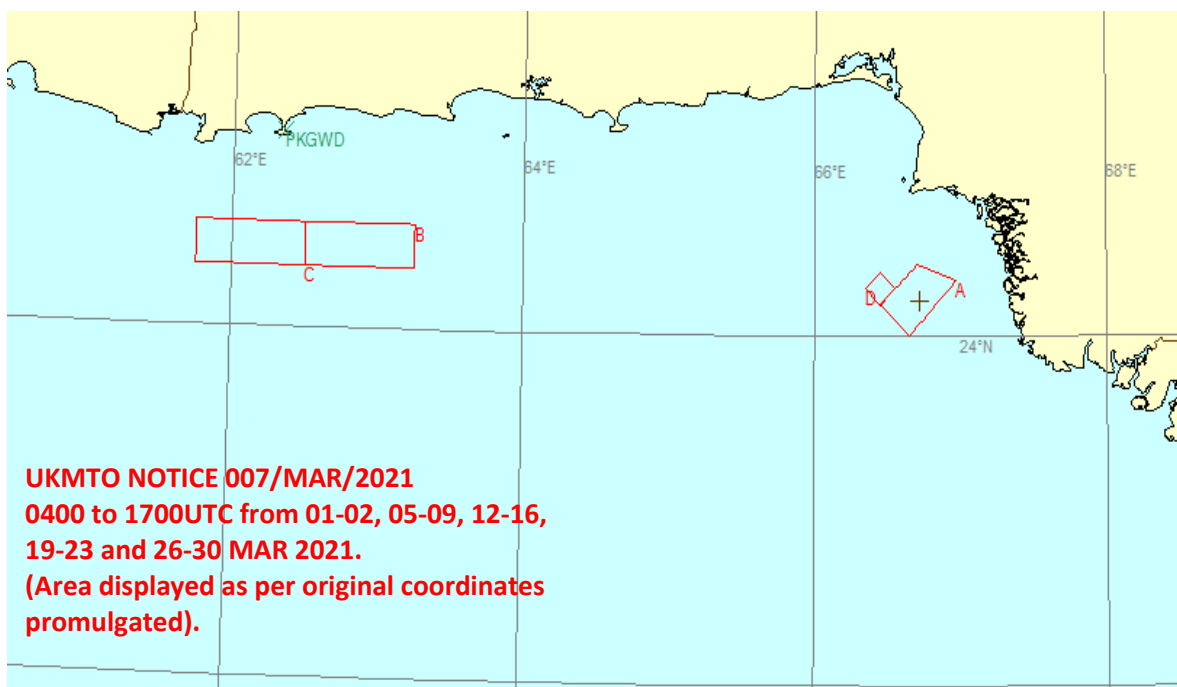 PKGWD
62°E
64°E
66°E
68°E
B
C
D
A
24°N
UKMTO NOTICE 007/MAR/2021
0400 to 1700UTC from 01-02, 05-09, 12-16,
19-23 and 26-30 MAR 2021.
(Area displayed as per original coordinates
promulgated).